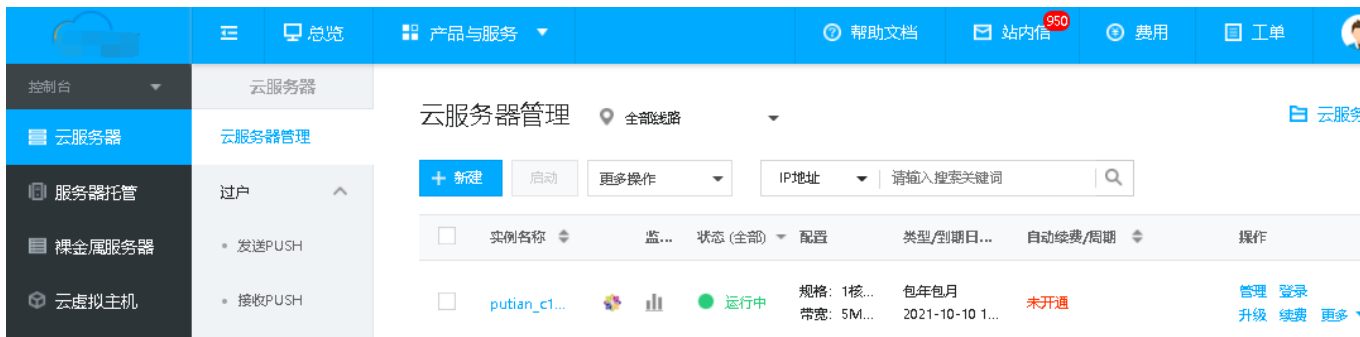 总览 产品与服务 帮助文档 站内信 950 费用 工单
控制台 云服务器
云服务器管理 全部线路 云服务
云服务器 云服务器管理
新建 启动 更多操作 IP地址 请输入搜索关键词
服务器托管 过户
实例名称 监... 状态 (全部) 配置 类型/到期日... 自动续费/周期 操作
裸金属服务器 发送PUSH
云虚拟主机 接收PUSH
putian_c1... 运行中 规格: 1核... 包年包月 未开通 管理 登录
带宽: 5M... 2021-10-10 1... 升级 续费 更多